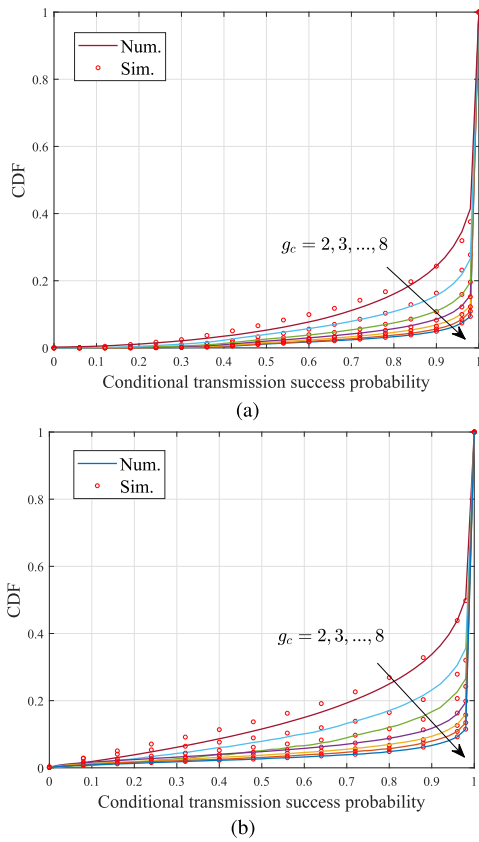 1
0.8
0.6
0.4
0.2
0
CDF
Num.
Sim.
g_c = 2, 3, ..., 8
0 0.1 0.2 0.3 0.4 0.5 0.6 0.7 0.8 0.9 1
Conditional transmission success probability
(a)
1
0.8
0.6
0.4
0.2
0
CDF
Num.
Sim.
g_c = 2, 3, ..., 8
0 0.1 0.2 0.3 0.4 0.5 0.6 0.7 0.8 0.9 1
Conditional transmission success probability
(b)